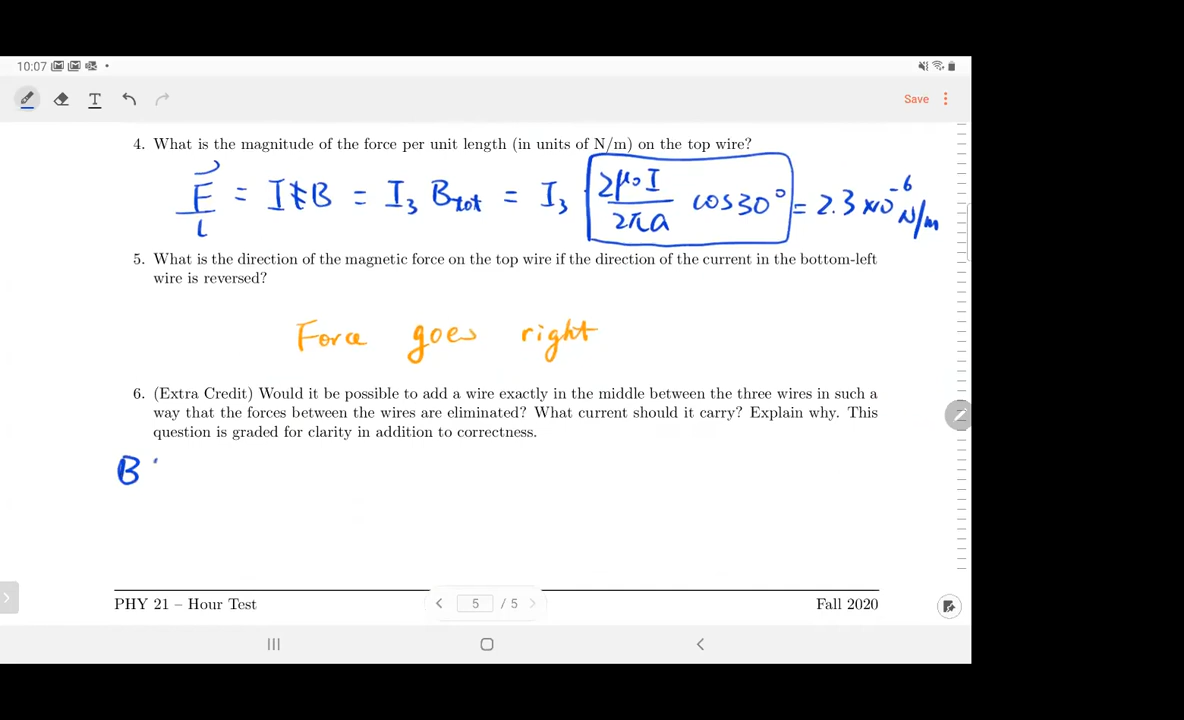 10:07
T
Save
4. What is the magnitude of the force per unit length (in units of N/m) on the top wire?
F/L = I L B = I₃ B_tot = I₃ 2μ₀I/2πa cos30° = 2.3 x10⁻⁶ N/m
5. What is the direction of the magnetic force on the top wire if the direction of the current in the bottom-left
wire is reversed?
Force goes right
6. (Extra Credit) Would it be possible to add a wire exactly in the middle between the three wires in such a
way that the forces between the wires are eliminated? What current should it carry? Explain why. This
question is graded for clarity in addition to correctness.
B
PHY 21 – Hour Test
5 / 5
Fall 2020